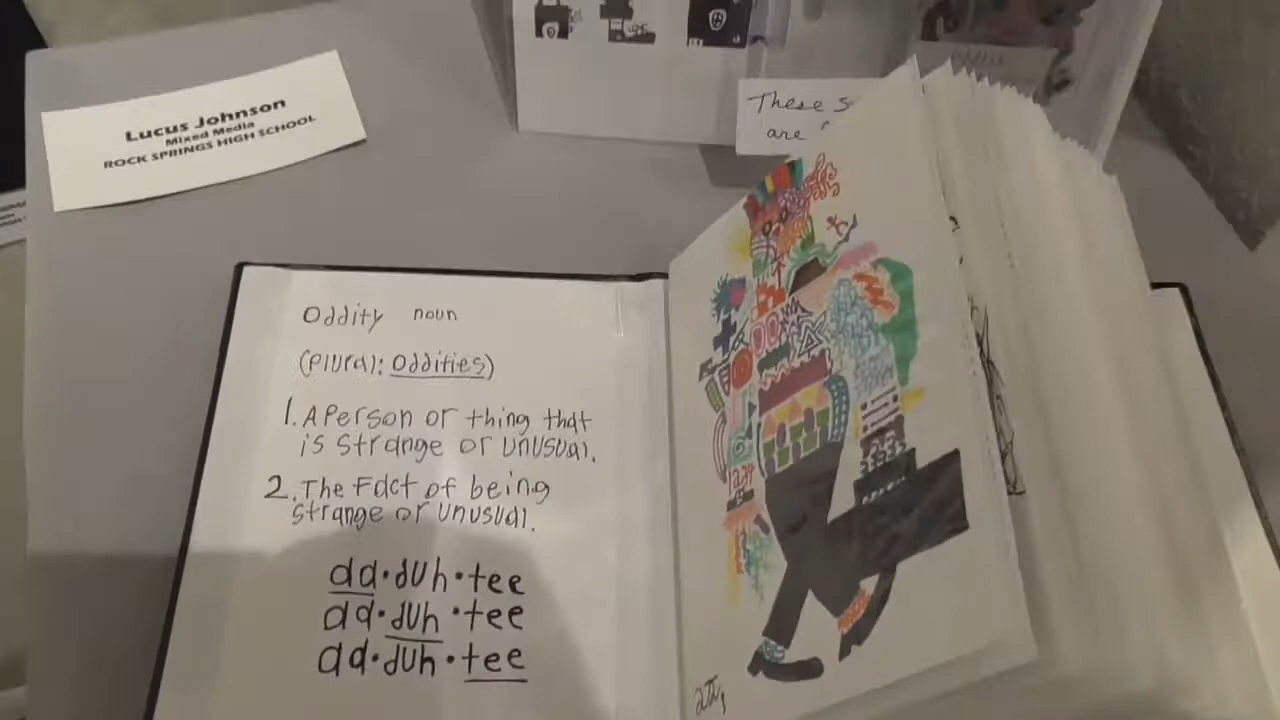 Lucus Johnson
Mixed Media
ROCK SPRINGS HIGH SCHOOL
These
are
Oddity noun
(Plural: Oddities)
1. A Person or thing that
is strange or unusual.
2. The Fact of being
strange or unusual.
ad•duh•tee
ad•duh•tee
ad•duh•tee